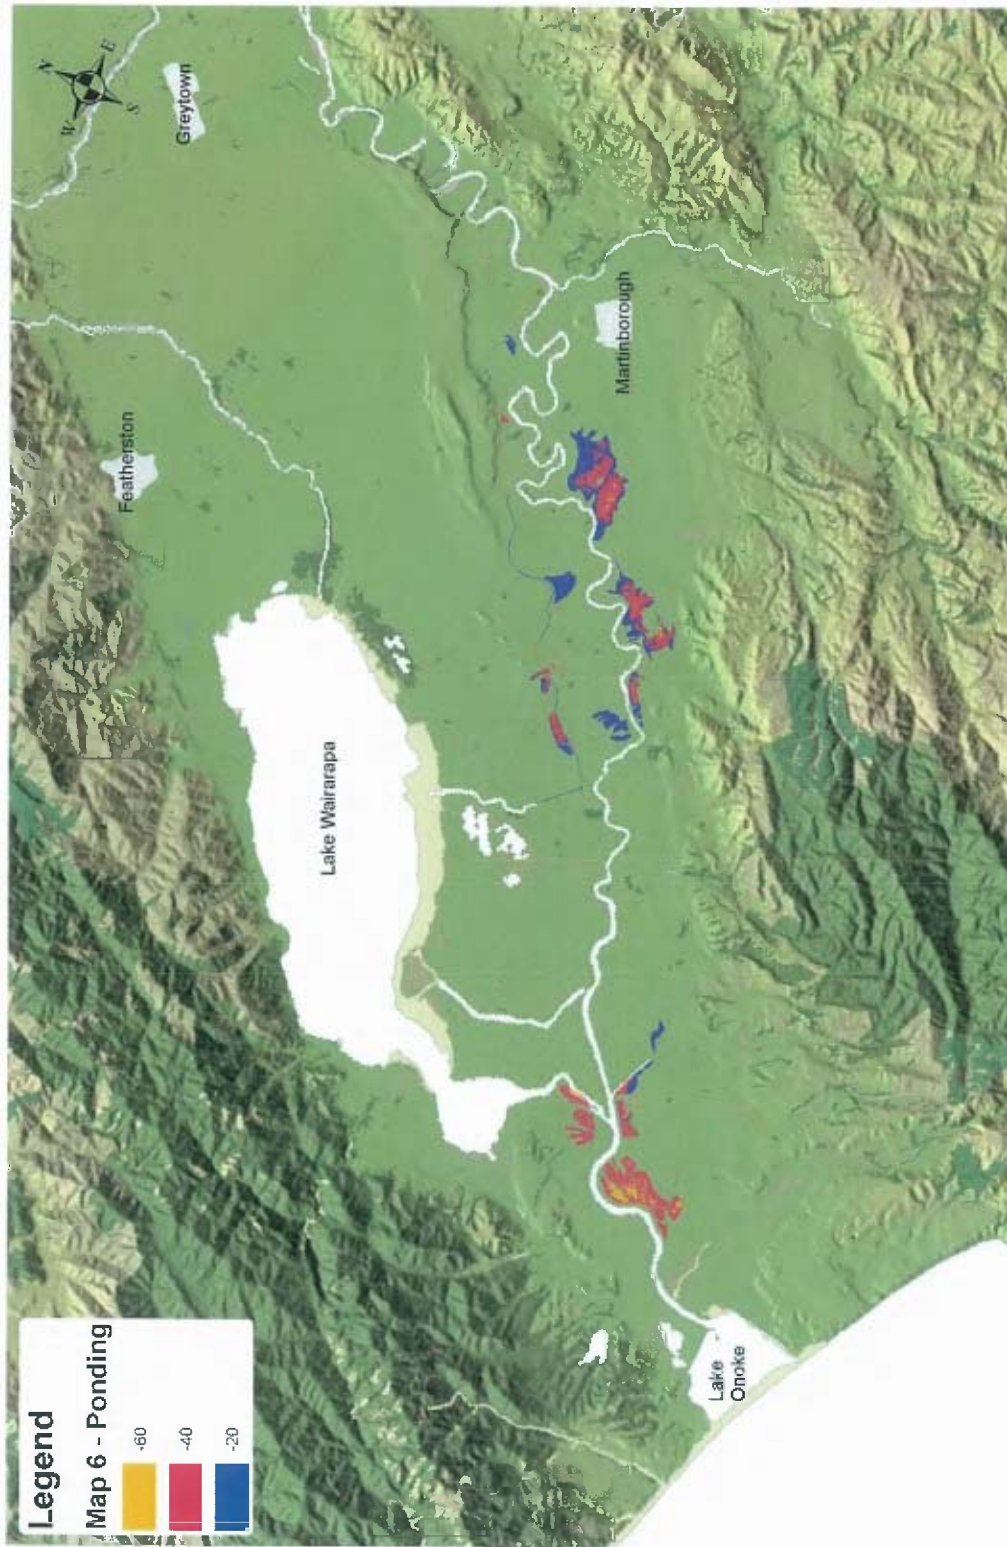 N
E
S
W
Greytown
Featherston
Martinborough
Lake Wairarapa
Lake
Onoke
Legend
Map 6 - Ponding
-60
-40
-20